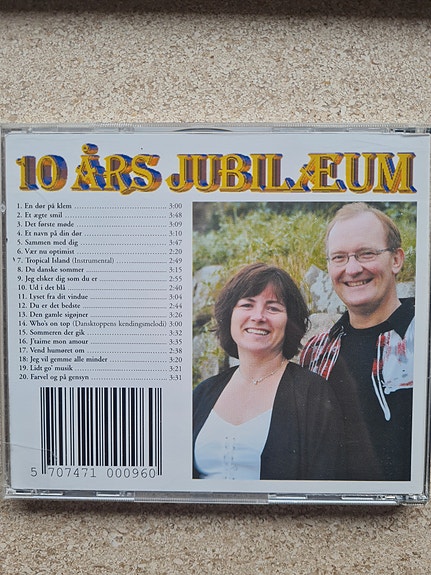 10 ÅRS JUBILÆUM
1. En dør på klem 3:00
2. Et ægte smil 3:48
3. Det første møde 3:09
4. Et navn på din dør 3:10
5. Sammen med dig 3:47
6. Vær nu optimist 2:20
7. Tropical Island (Instrumental) 2:49
8. Du danske sommer 3:15
9. Jeg elsker dig som du er 2:55
10. Ud i det blå 2:41
11. Lyset fra dit vindue 3:04
12. Du er det bedste 2:44
13. Den gamle sigøjner 3:26
14. Who's on top (Dansktoppens kendingsmelodi) 3:00
15. Sommeren der gik 3:32
16. J'taime mon amour 3:35
17. Vend humøret om 2:38
18. Jeg vil gemme alle minder 3:20
19. Lidt go' musik 3:21
20. Farvel og på gensyn 3:31
5 707471 000960